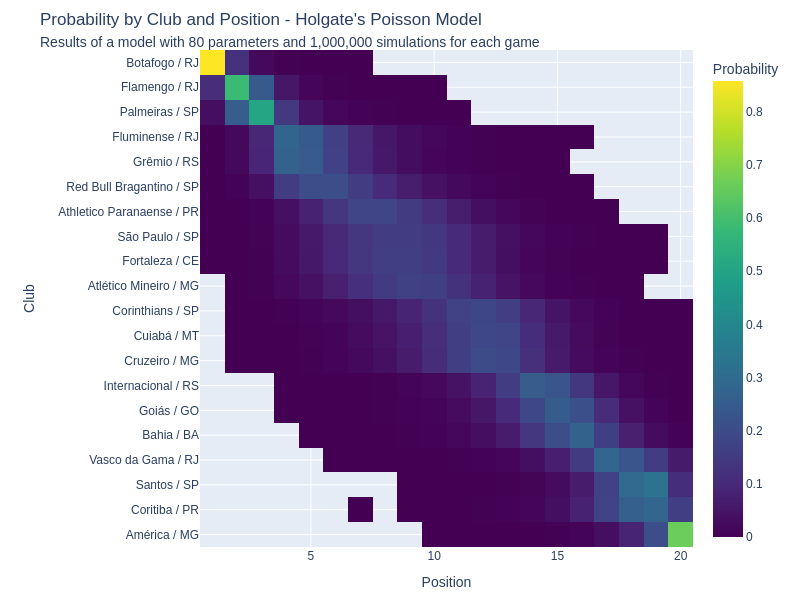 Probability by Club and Position - Holgate's Poisson Model
Results of a model with 80 parameters and 1,000,000 simulations for each game
Probability
Botafogo / RJ
Flamengo / RJ
Palmeiras / SP
Fluminense / RJ
Grêmio / RS
Red Bull Bragantino / SP
Athletico Paranaense / PR
São Paulo / SP
Fortaleza / CE
Atlético Mineiro / MG
Corinthians / SP
Cuiabá / MT
Cruzeiro / MG
Internacional / RS
Goiás / GO
Bahia / BA
Vasco da Gama / RJ
Santos / SP
Coritiba / PR
América / MG
Club
5
10
15
20
Position
0.8
0.7
0.6
0.5
0.4
0.3
0.2
0.1
0